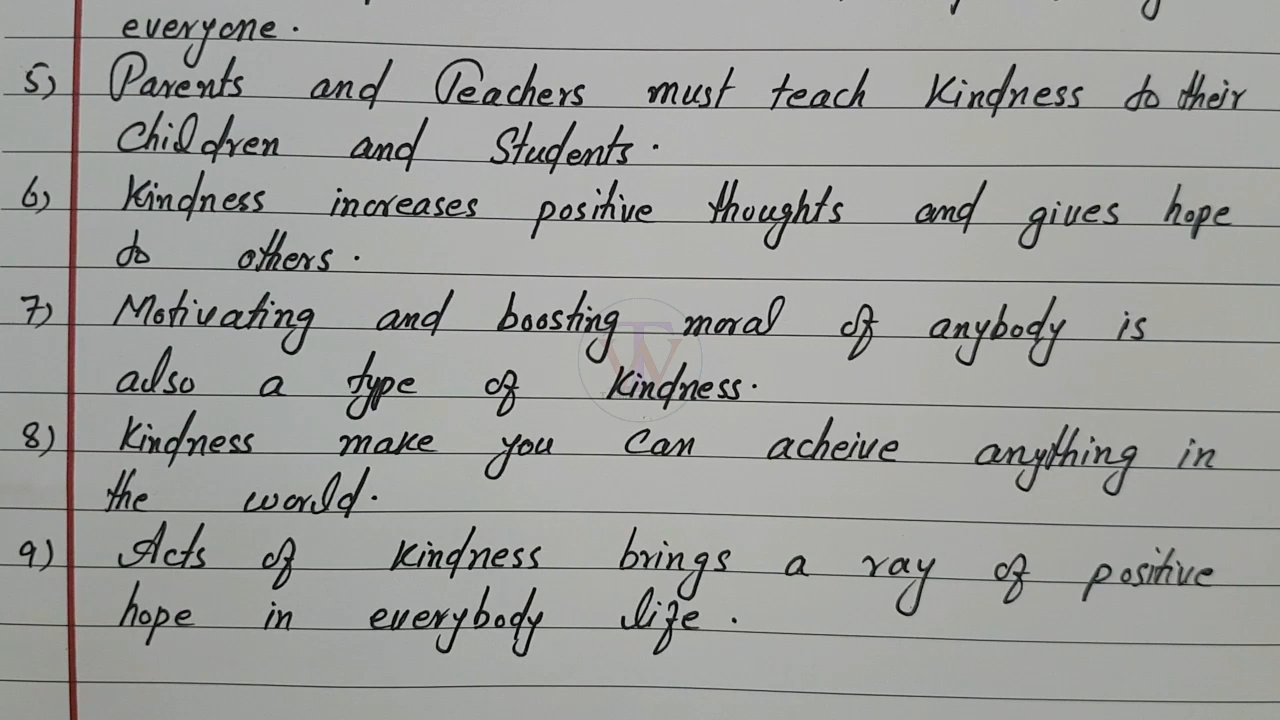 everyone.
5) Parents and Teachers must teach Kindness to their
Children and Students.
6) Kindness increases positive thoughts and gives hope
to others.
7) Motivating and boosting moral of anybody is
also a type of Kindness.
8) Kindness make you can acheive anything in
the world.
9) Acts of Kindness brings a ray of positive
hope in everybody life.